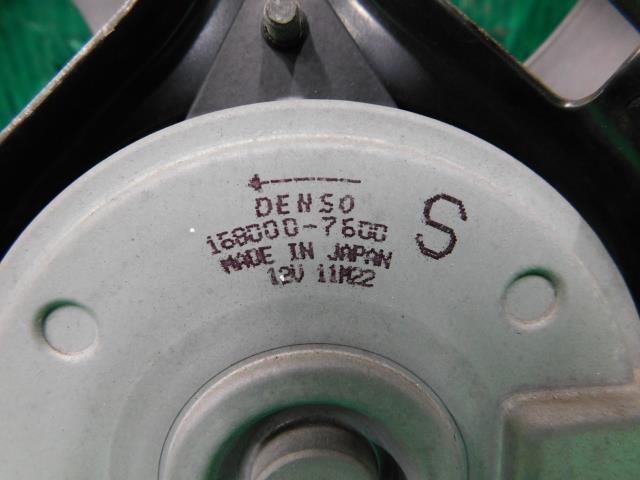 DENSO
168000-7600
MADE IN JAPAN
12V 11M22
S